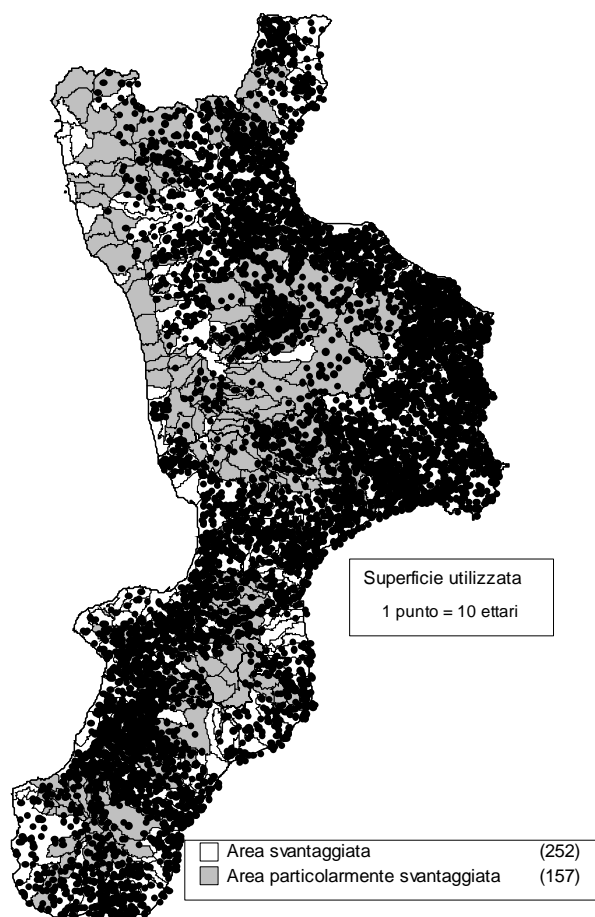 Superficie utilizzata
1 punto = 10 ettari
Area svantaggiata (252)
Area particolarmente svantaggiata (157)